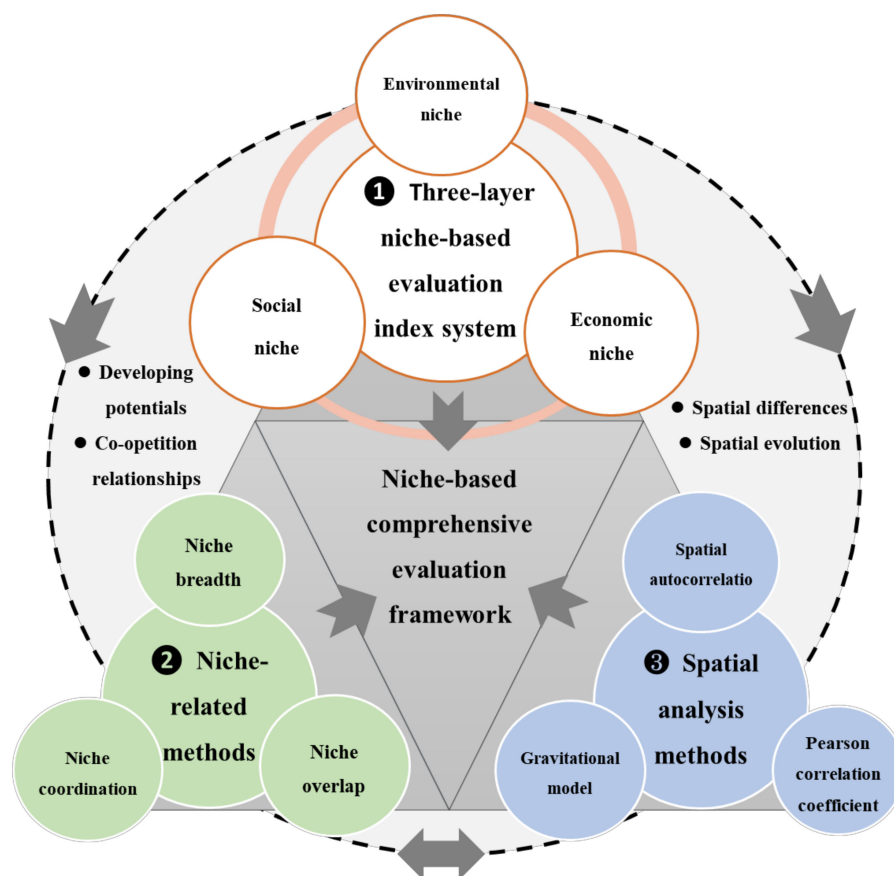 Environmental
niche
❶ Three-layer
niche-based
evaluation
index system
Social
niche
Economic
niche
● Developing
potentials
● Co-opetition
relationships
● Spatial differences
● Spatial evolution
Niche-based
comprehensive
evaluation
framework
Niche
breadth
❷ Niche-
related
methods
Niche
coordination
Niche
overlap
Spatial
autocorrelatio
❸ Spatial
analysis
methods
Gravitational
model
Pearson
correlation
coefficient